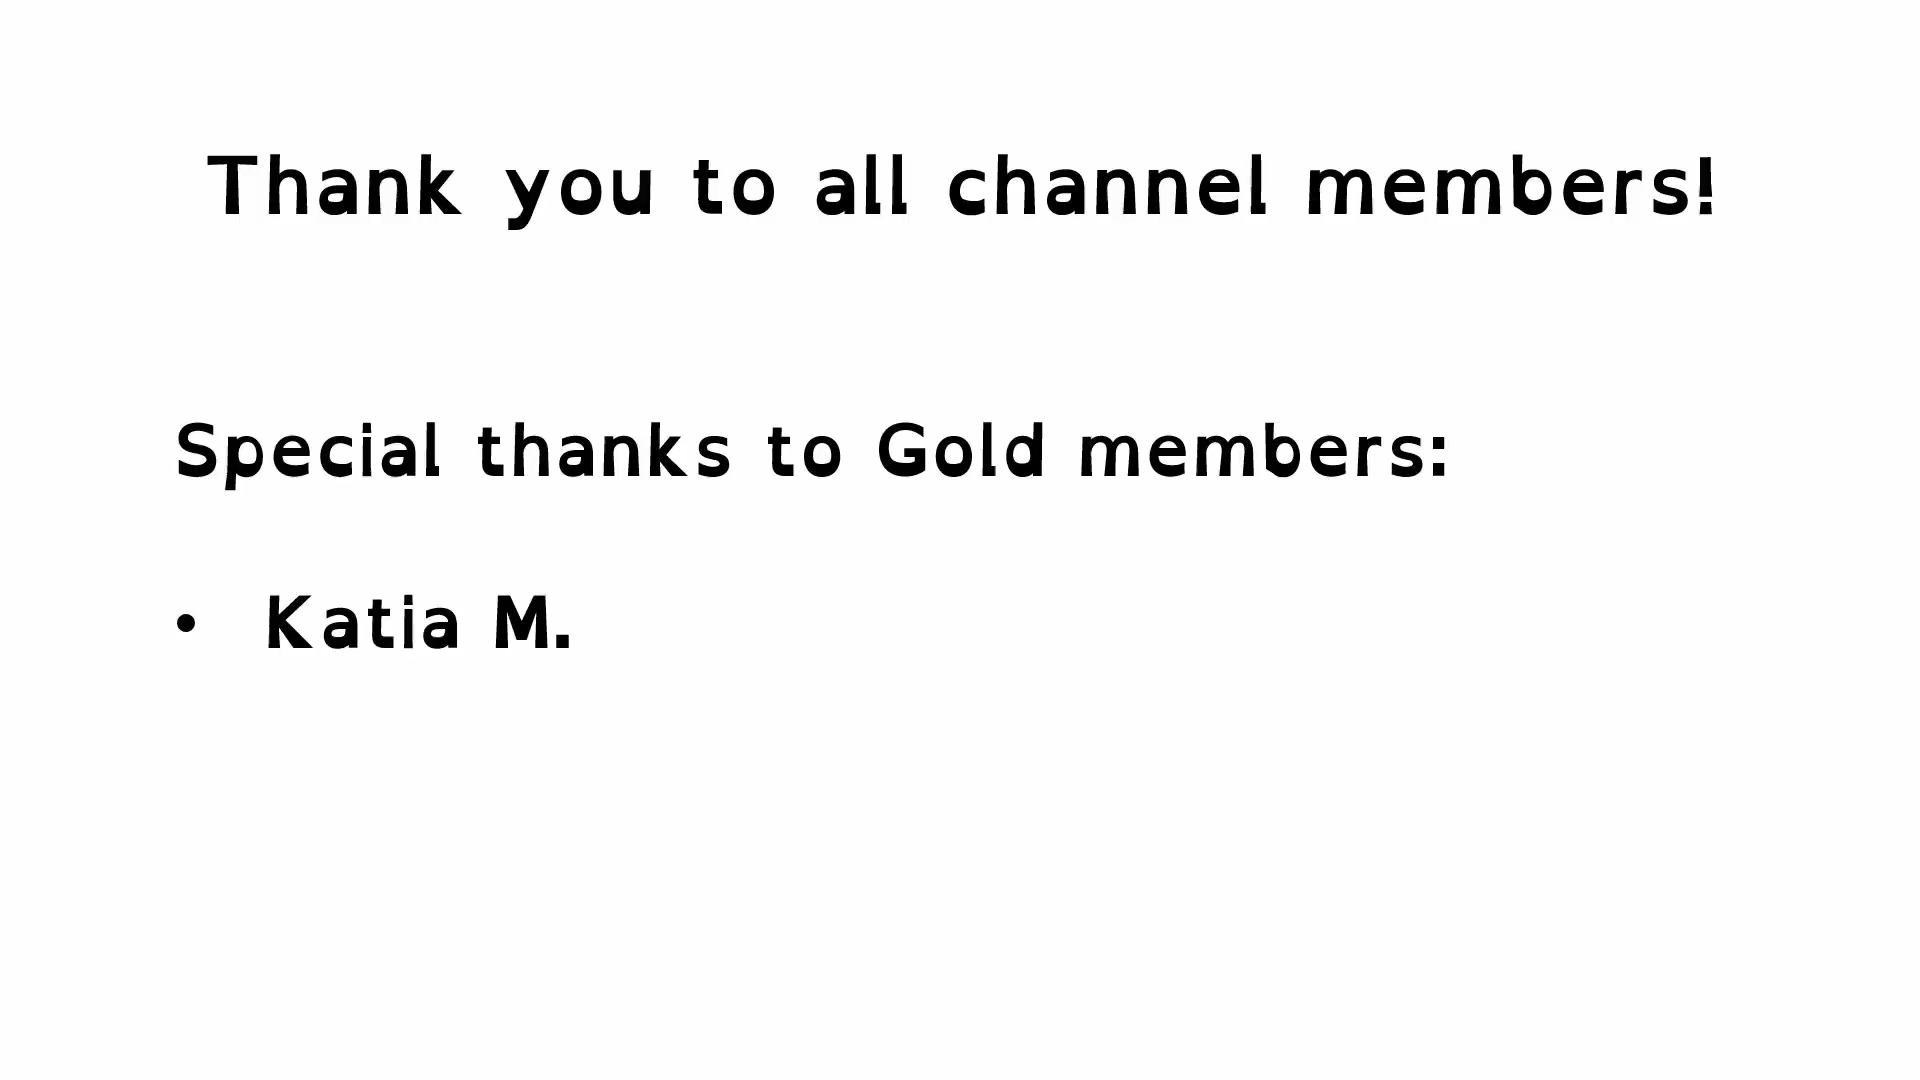 Thank you to all channel members!
Special thanks to Gold members:
• Katia M.